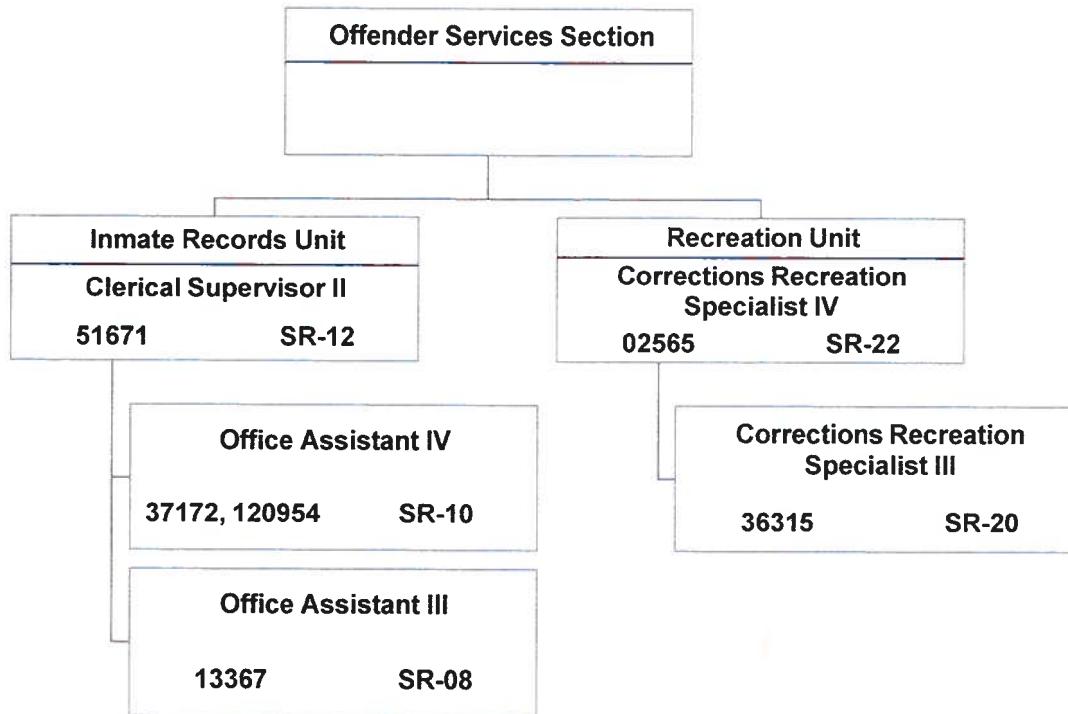 Offender Services Section
Inmate Records Unit
Clerical Supervisor II
51671 SR-12
Recreation Unit
Corrections Recreation
Specialist IV
02565 SR-22
Office Assistant IV
37172, 120954 SR-10
Corrections Recreation
Specialist III
36315 SR-20
Office Assistant III
13367 SR-08